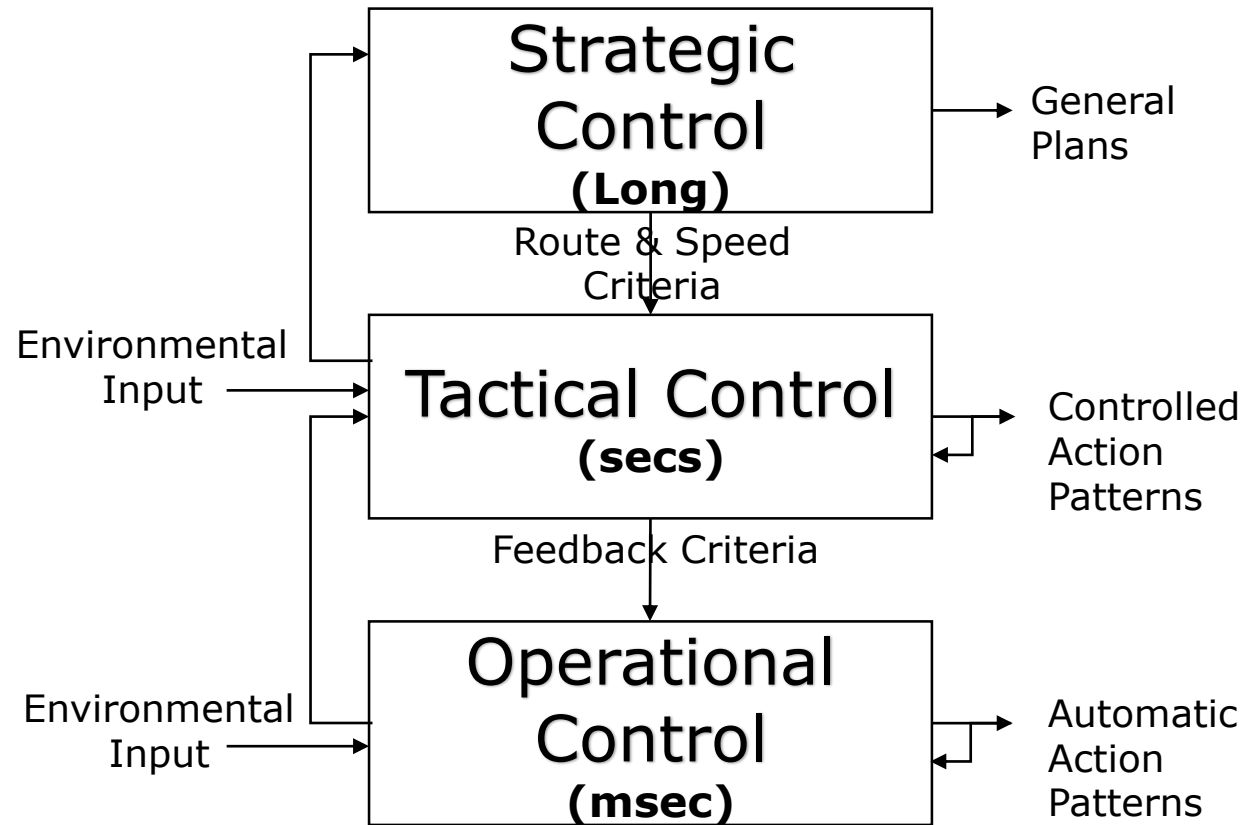 Strategic
Control
(Long)
General
Plans
Route & Speed
Criteria
Environmental
Input
Tactical Control
(secs)
Controlled
Action
Patterns
Feedback Criteria
Operational
Control
(msec)
Environmental
Input
Automatic
Action
Patterns